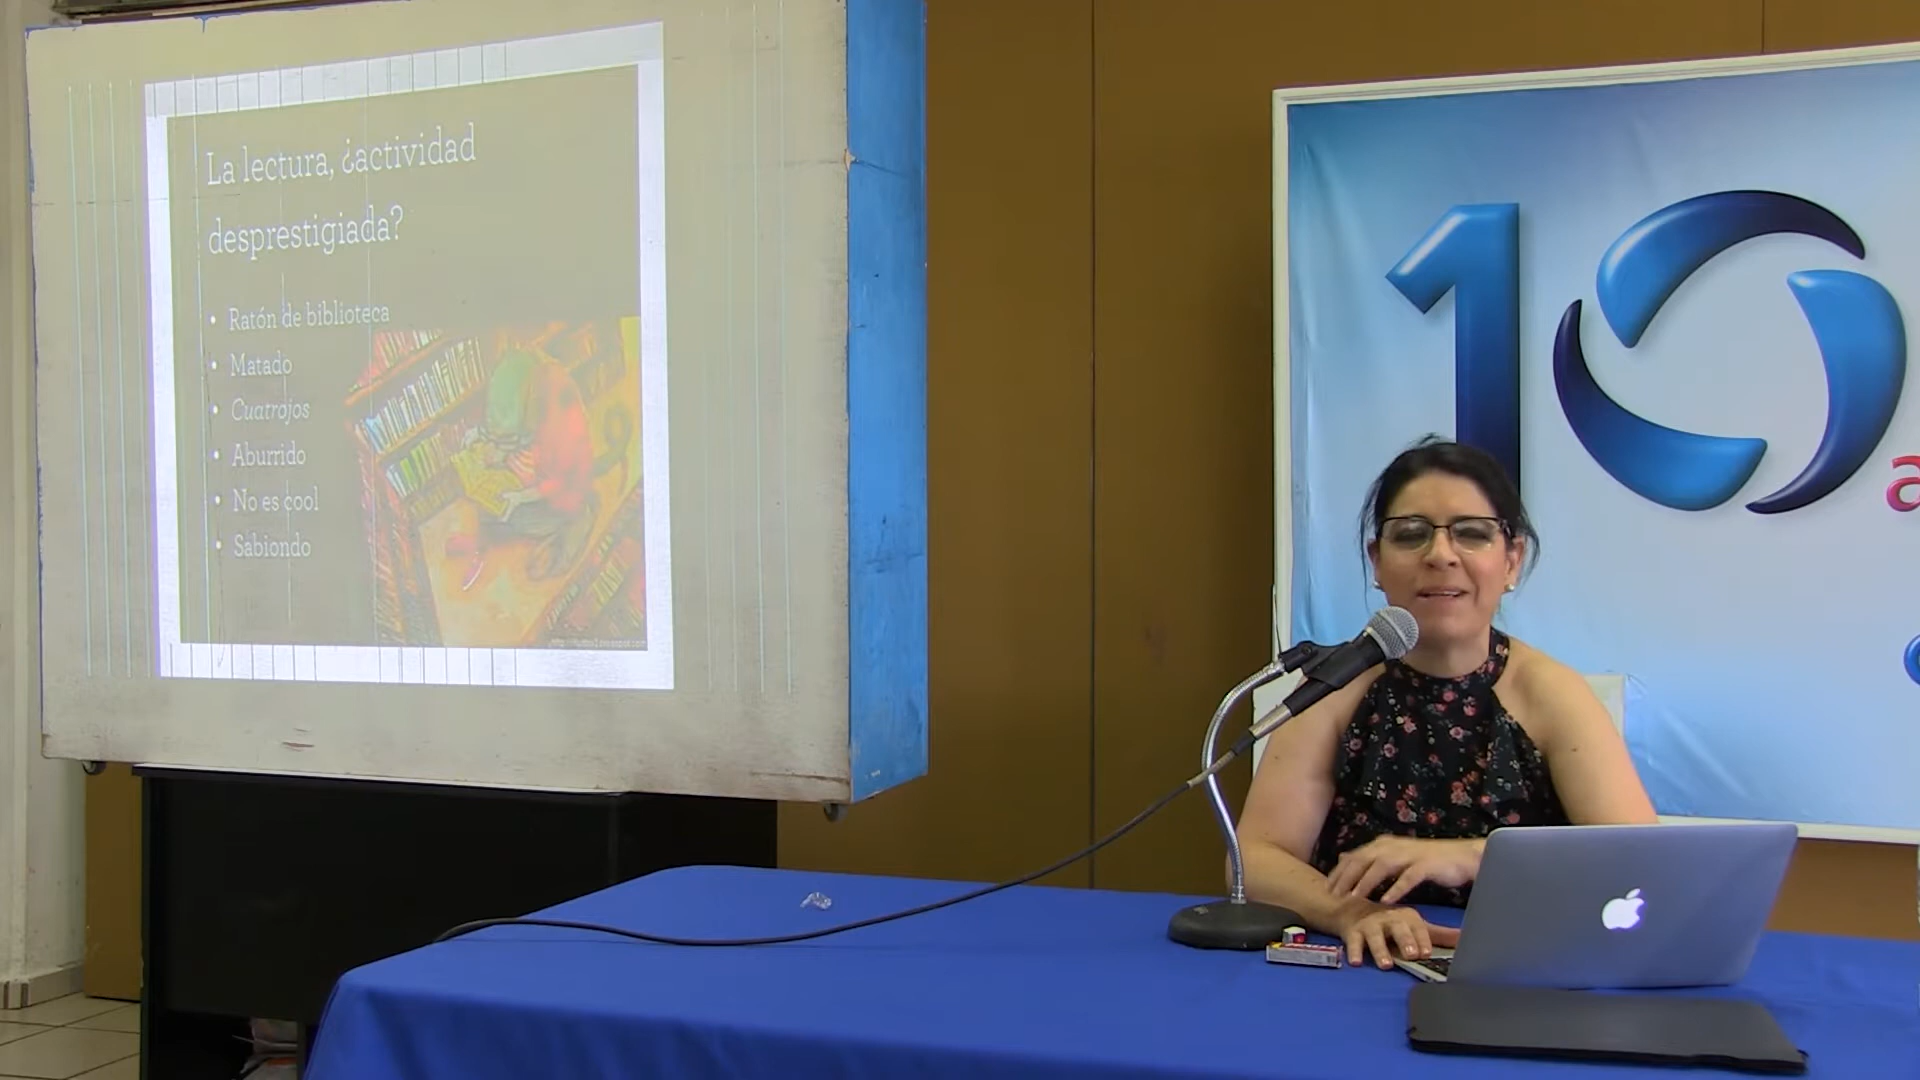 La lectura, ¿actividad
desprestigiada?
• Ratón de biblioteca
• Matado
• Cuatrojos
• Aburrido
• No es cool
• Sabiondo
10
a